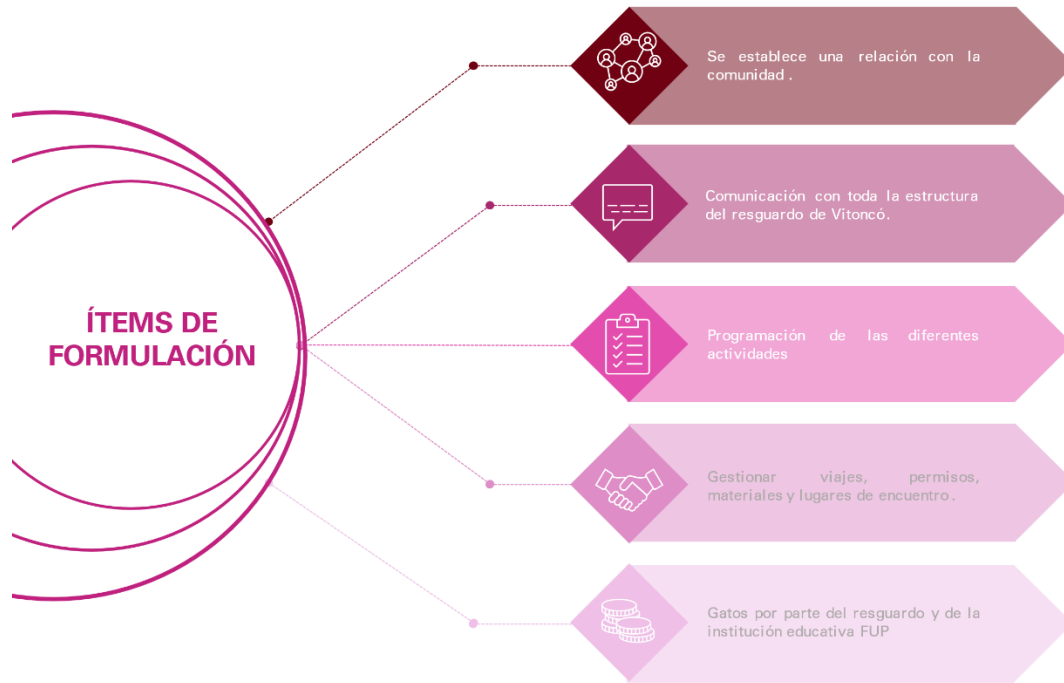 ÍTEMS DE
FORMULACIÓN
Se establece una relación con la
comunidad .
Comunicación con toda la estructura
del resguardo de Vitoncó.
Programación de las diferentes
actividades
Gestionar viajes, permisos,
materiales y lugares de encuentro .
Gatos por parte del resguardo y de la
institución educativa FUP